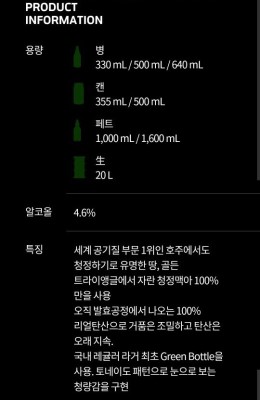 PRODUCT
INFORMATION
용량
병
330 mL / 500 mL / 640 mL
캔
355 mL / 500 mL
페트
1,000 mL / 1,600 mL
生
20 L
알코올
4.6%
특징
세계 공기질 부문 1위인 호주에서도
청정하기로 유명한 땅, 골든
트라이앵글에서 자란 청정맥아 100%
만을 사용
오직 발효공정에서 나오는 100%
리얼탄산으로 거품은 조밀하고 탄산은
오래 지속.
국내 레귤러 라거 최초 Green Bottle을
사용. 토네이도 패턴으로 눈으로 보는
청량감을 구현